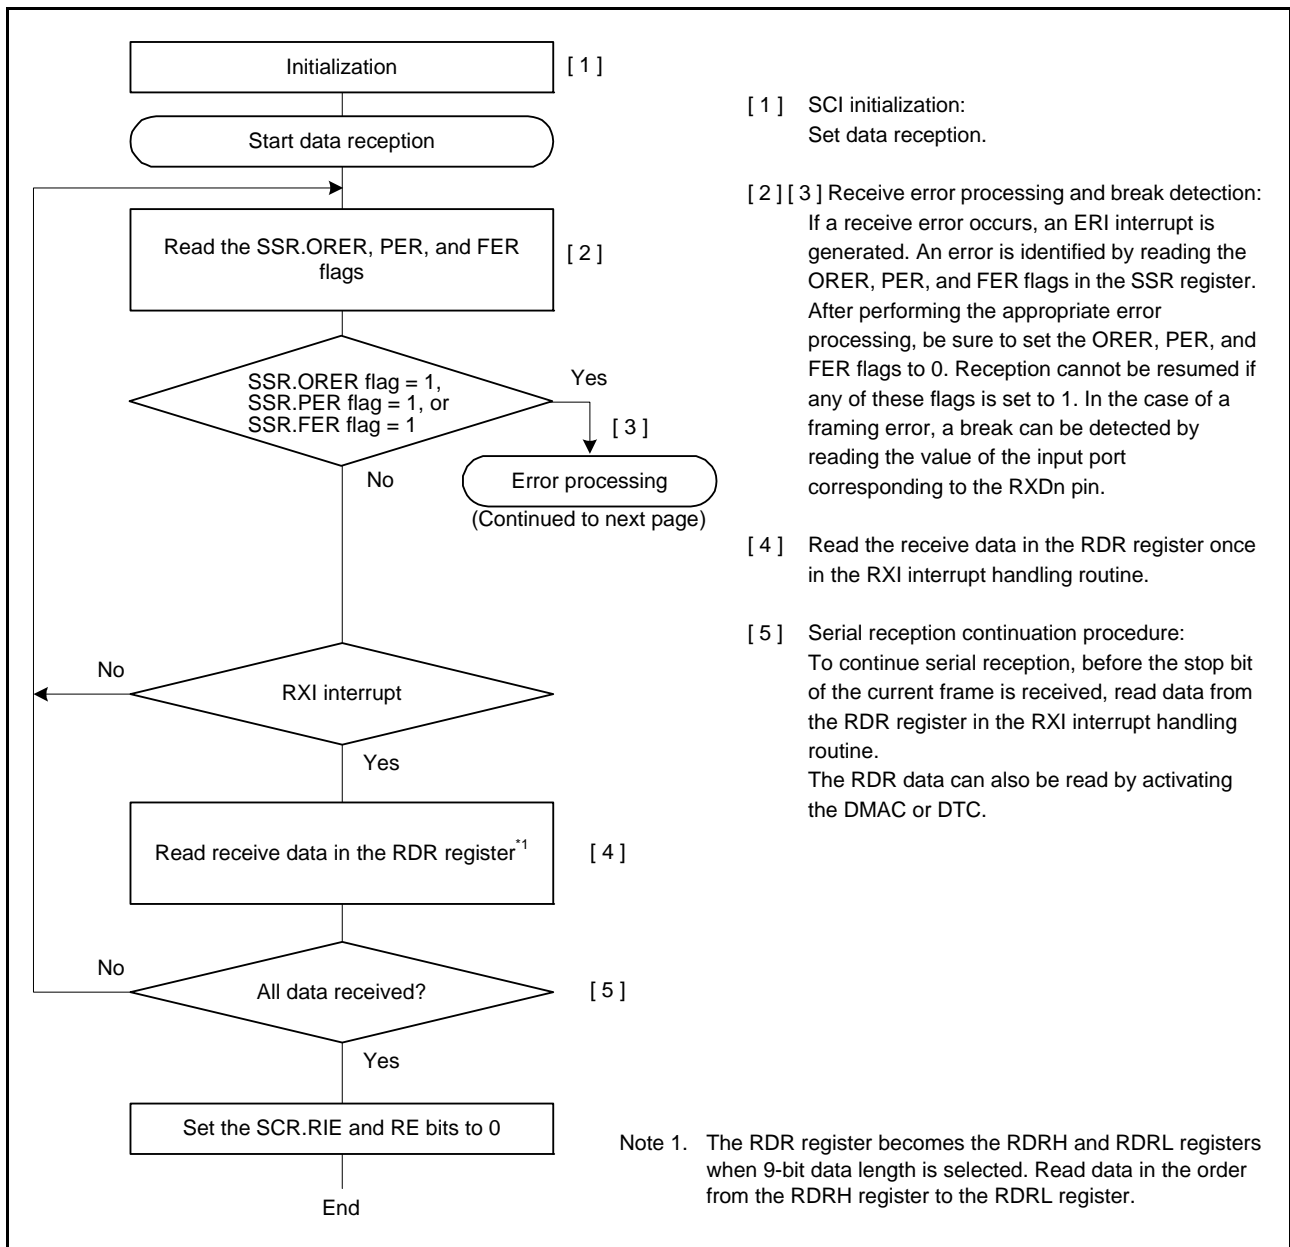 Initialization
[ 1 ]
Start data reception
Read the SSR.ORER, PER, and FER
flags
[ 2 ]
SSR.ORER flag = 1,
SSR.PER flag = 1, or
SSR.FER flag = 1
Yes
[ 3 ]
No
Error processing
(Continued to next page)
No
RXI interrupt
Yes
Read receive data in the RDR register*1
[ 4 ]
No
All data received?
[ 5 ]
Yes
Set the SCR.RIE and RE bits to 0
End
[ 1 ] SCI initialization:
Set data reception.
[ 2 ] [ 3 ] Receive error processing and break detection:
If a receive error occurs, an ERI interrupt is
generated. An error is identified by reading the
ORER, PER, and FER flags in the SSR register.
After performing the appropriate error
processing, be sure to set the ORER, PER, and
FER flags to 0. Reception cannot be resumed if
any of these flags is set to 1. In the case of a
framing error, a break can be detected by
reading the value of the input port
corresponding to the RXDn pin.
[ 4 ] Read the receive data in the RDR register once
in the RXI interrupt handling routine.
[ 5 ] Serial reception continuation procedure:
To continue serial reception, before the stop bit
of the current frame is received, read data from
the RDR register in the RXI interrupt handling
routine.
The RDR data can also be read by activating
the DMAC or DTC.
Note 1. The RDR register becomes the RDRH and RDRL registers
when 9-bit data length is selected. Read data in the order
from the RDRH register to the RDRL register.